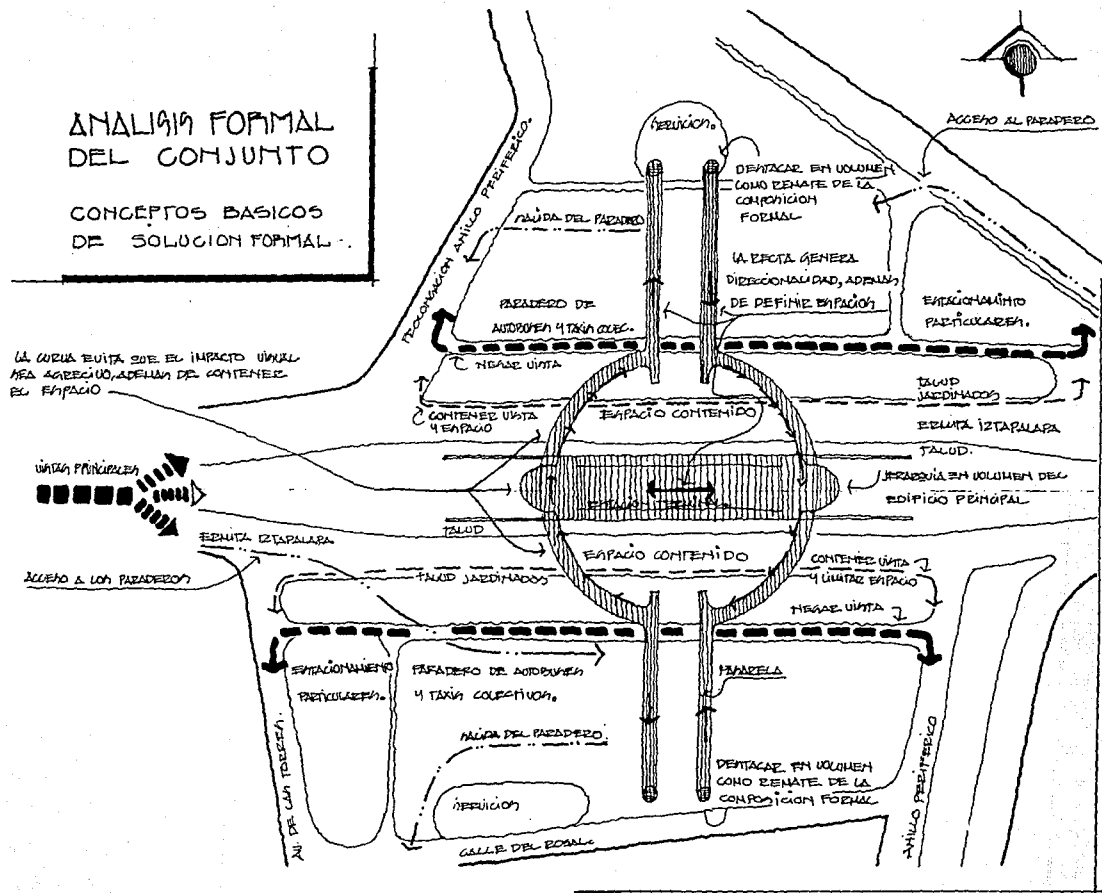 ANALISIS FORMAL
DEL CONJUNTO
CONCEPTOS BASICOS
DE SOLUCION FORMAL.
PROLONGACION ANILLO PERIFERICO.
SERVICIOS.
ACCESO AL PARADERO
DESTACAR EN VOLUMEN
COMO REMATE DE LA
COMPOSICION
FORMAL
SALIDA DEL PARADERO
LA RECTA GENERA
DIRECCIONALIDAD, ADEMAS
DE DEFINIR ESPACIOS
PARADERO DE
AUTOBUSES Y TAXIS COLEC.
ESTACIONAMIENTO
PARTICULARES.
LA CURVA EVITA QUE EL IMPACTO VISUAL
SEA AGRECIVO, ADEMAS DE CONTENER
EL ESPACIO
NEGAR VISTA
CONTENER VISTA
Y ESPACIO
ESPACIO CONTENIDO
TALUD
JARDINADOS
ERMITA IZTAPALAPA
TALUD.
VISTAS PRINCIPALES
JERARQUIA EN VOLUMEN DEL
EDIFICIO PRINCIPAL
ESTACION TERMINAL.
TALUD
ERMITA IZTAPALAPA
ESPACIO CONTENIDO
CONTENER VISTA
Y LIMITAR ESPACIO
ACCESO A LOS PARADEROS
TALUD JARDINADOS
NEGAR VISTA
ESTACIONAMIENTO
PARTICULARES.
PARADERO DE AUTOBUSES
Y TAXIS COLECTIVOS.
PASARELA
SALIDA DEL PARADERO
DESTACAR EN VOLUMEN
COMO REMATE DE LA
COMPOSICION FORMAL
SERVICIOS
AV. DE LAS TORRES.
CALLE DEL ROSAL.
ANILLO PERIFERICO